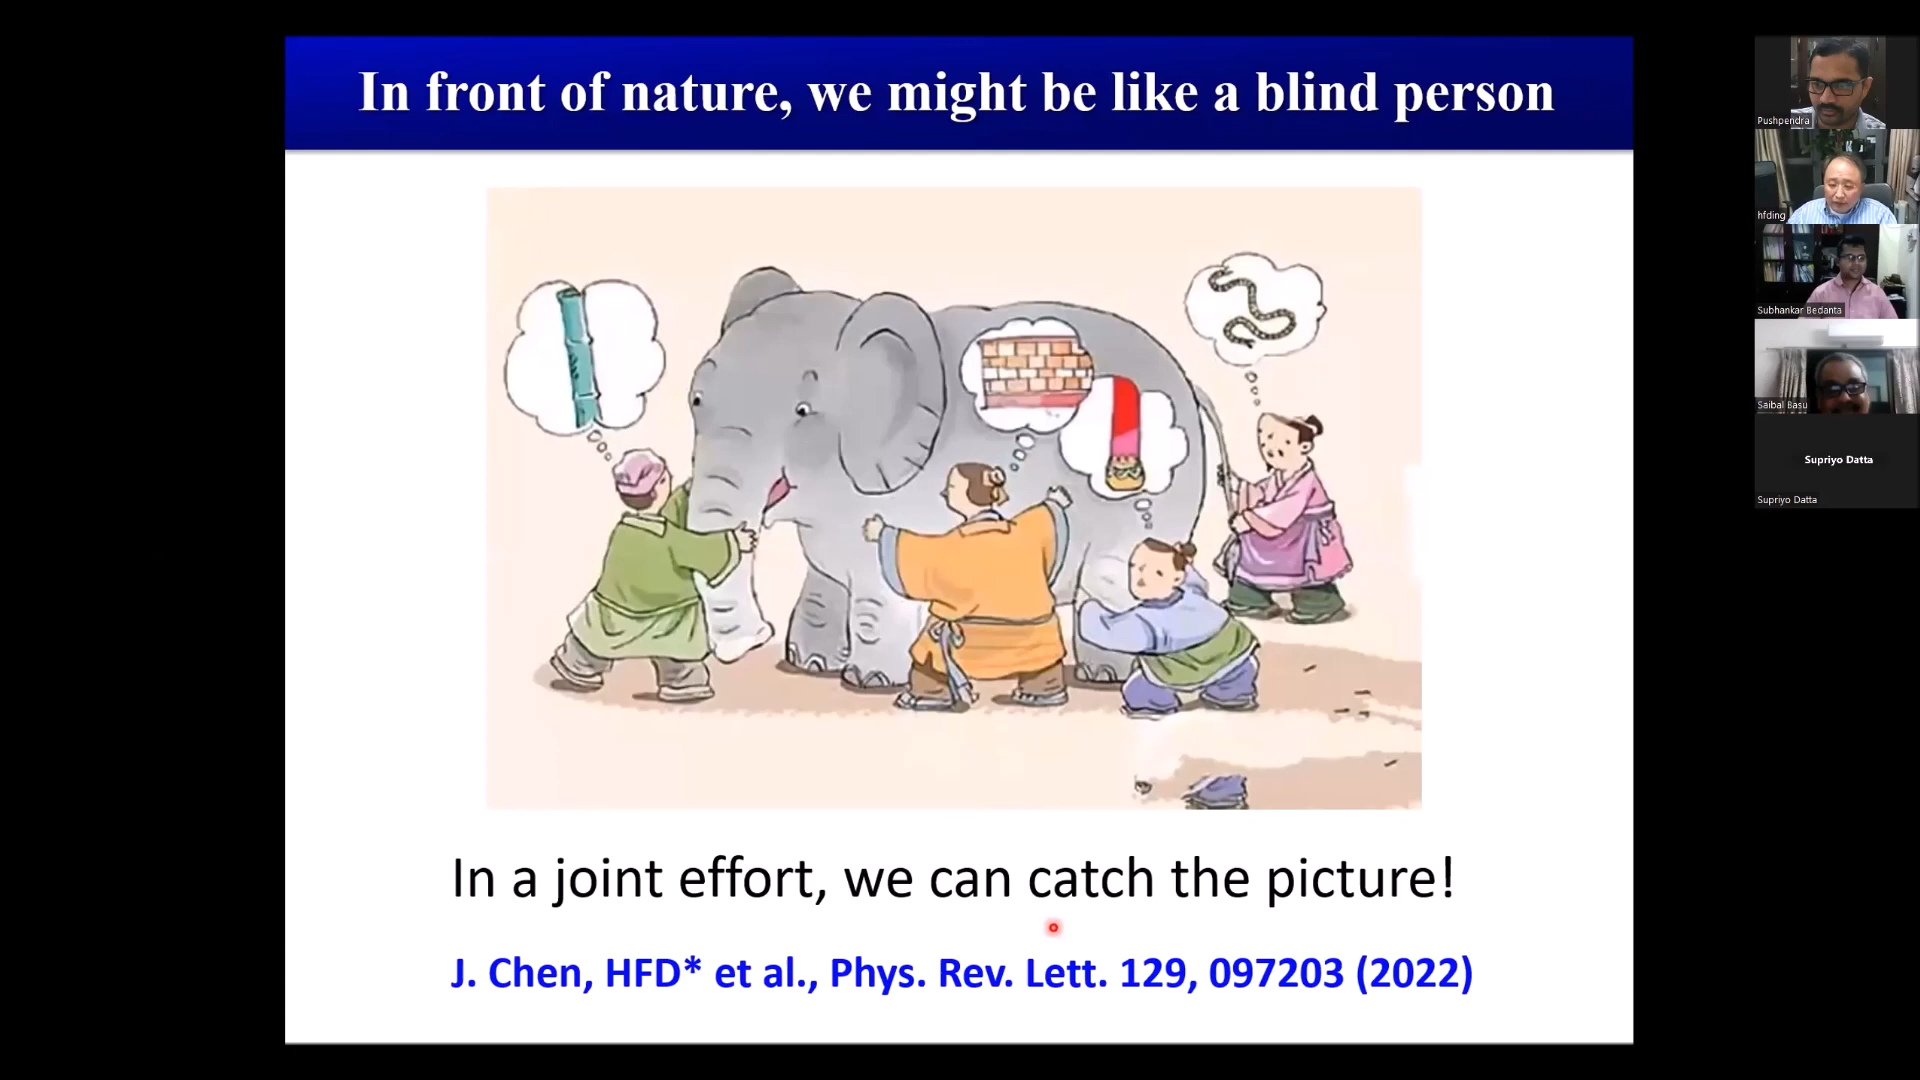 In front of nature, we might be like a blind person
In a joint effort, we can catch the picture!
J. Chen, HFD* et al., Phys. Rev. Lett. 129, 097203 (2022)
Pushpendra
hfding
Subhankar Bedanta
Saibal Basu
Supriyo Datta
Supriyo Datta